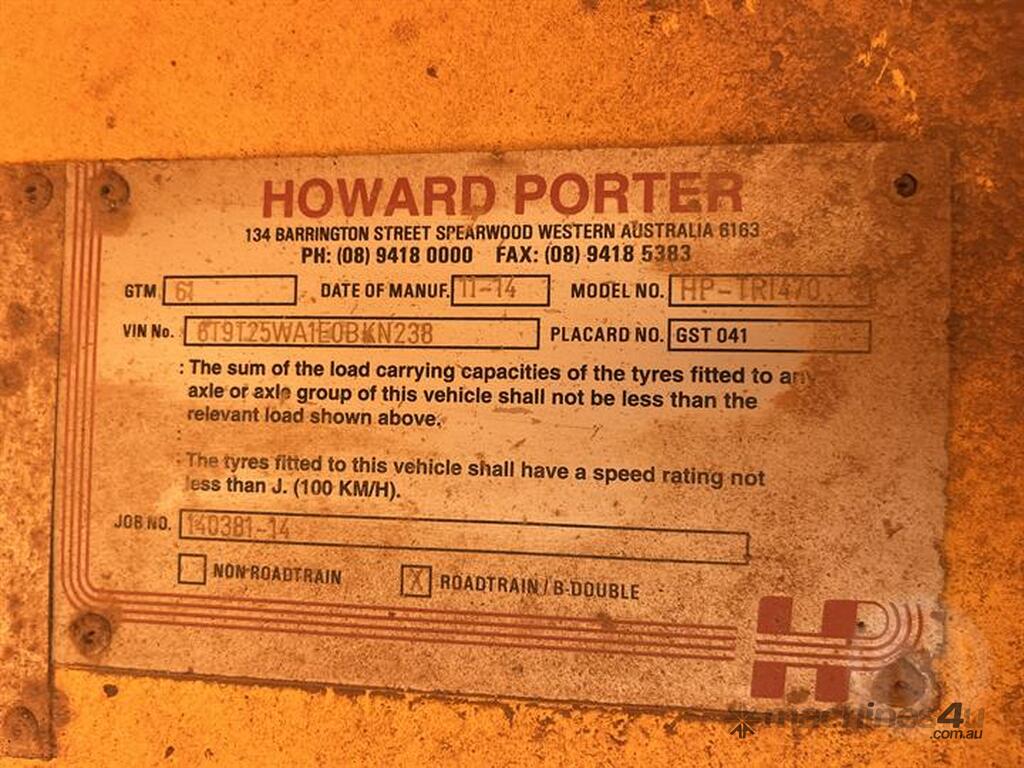 HOWARD PORTER
134 BARRINGTON STREET SPEARWOOD WESTERN AUSTRALIA 6163
PH: (08) 9418 0000 FAX: (08) 9418 5383
GTM 61 DATE OF MANUF. 11-14 MODEL NO. HP-TRI470
VIN No. 6T9T25WA1E0BKN238 PLACARD NO. GST 041
: The sum of the load carrying capacities of the tyres fitted to any
axle or axle group of this vehicle shall not be less than the
relevant load shown above.
The tyres fitted to this vehicle shall have a speed rating not
less than J. (100 KM/H).
JOB NO. 140381-14
NON ROADTRAIN X ROADTRAIN / B-DOUBLE
HP
machines4u
.com.au